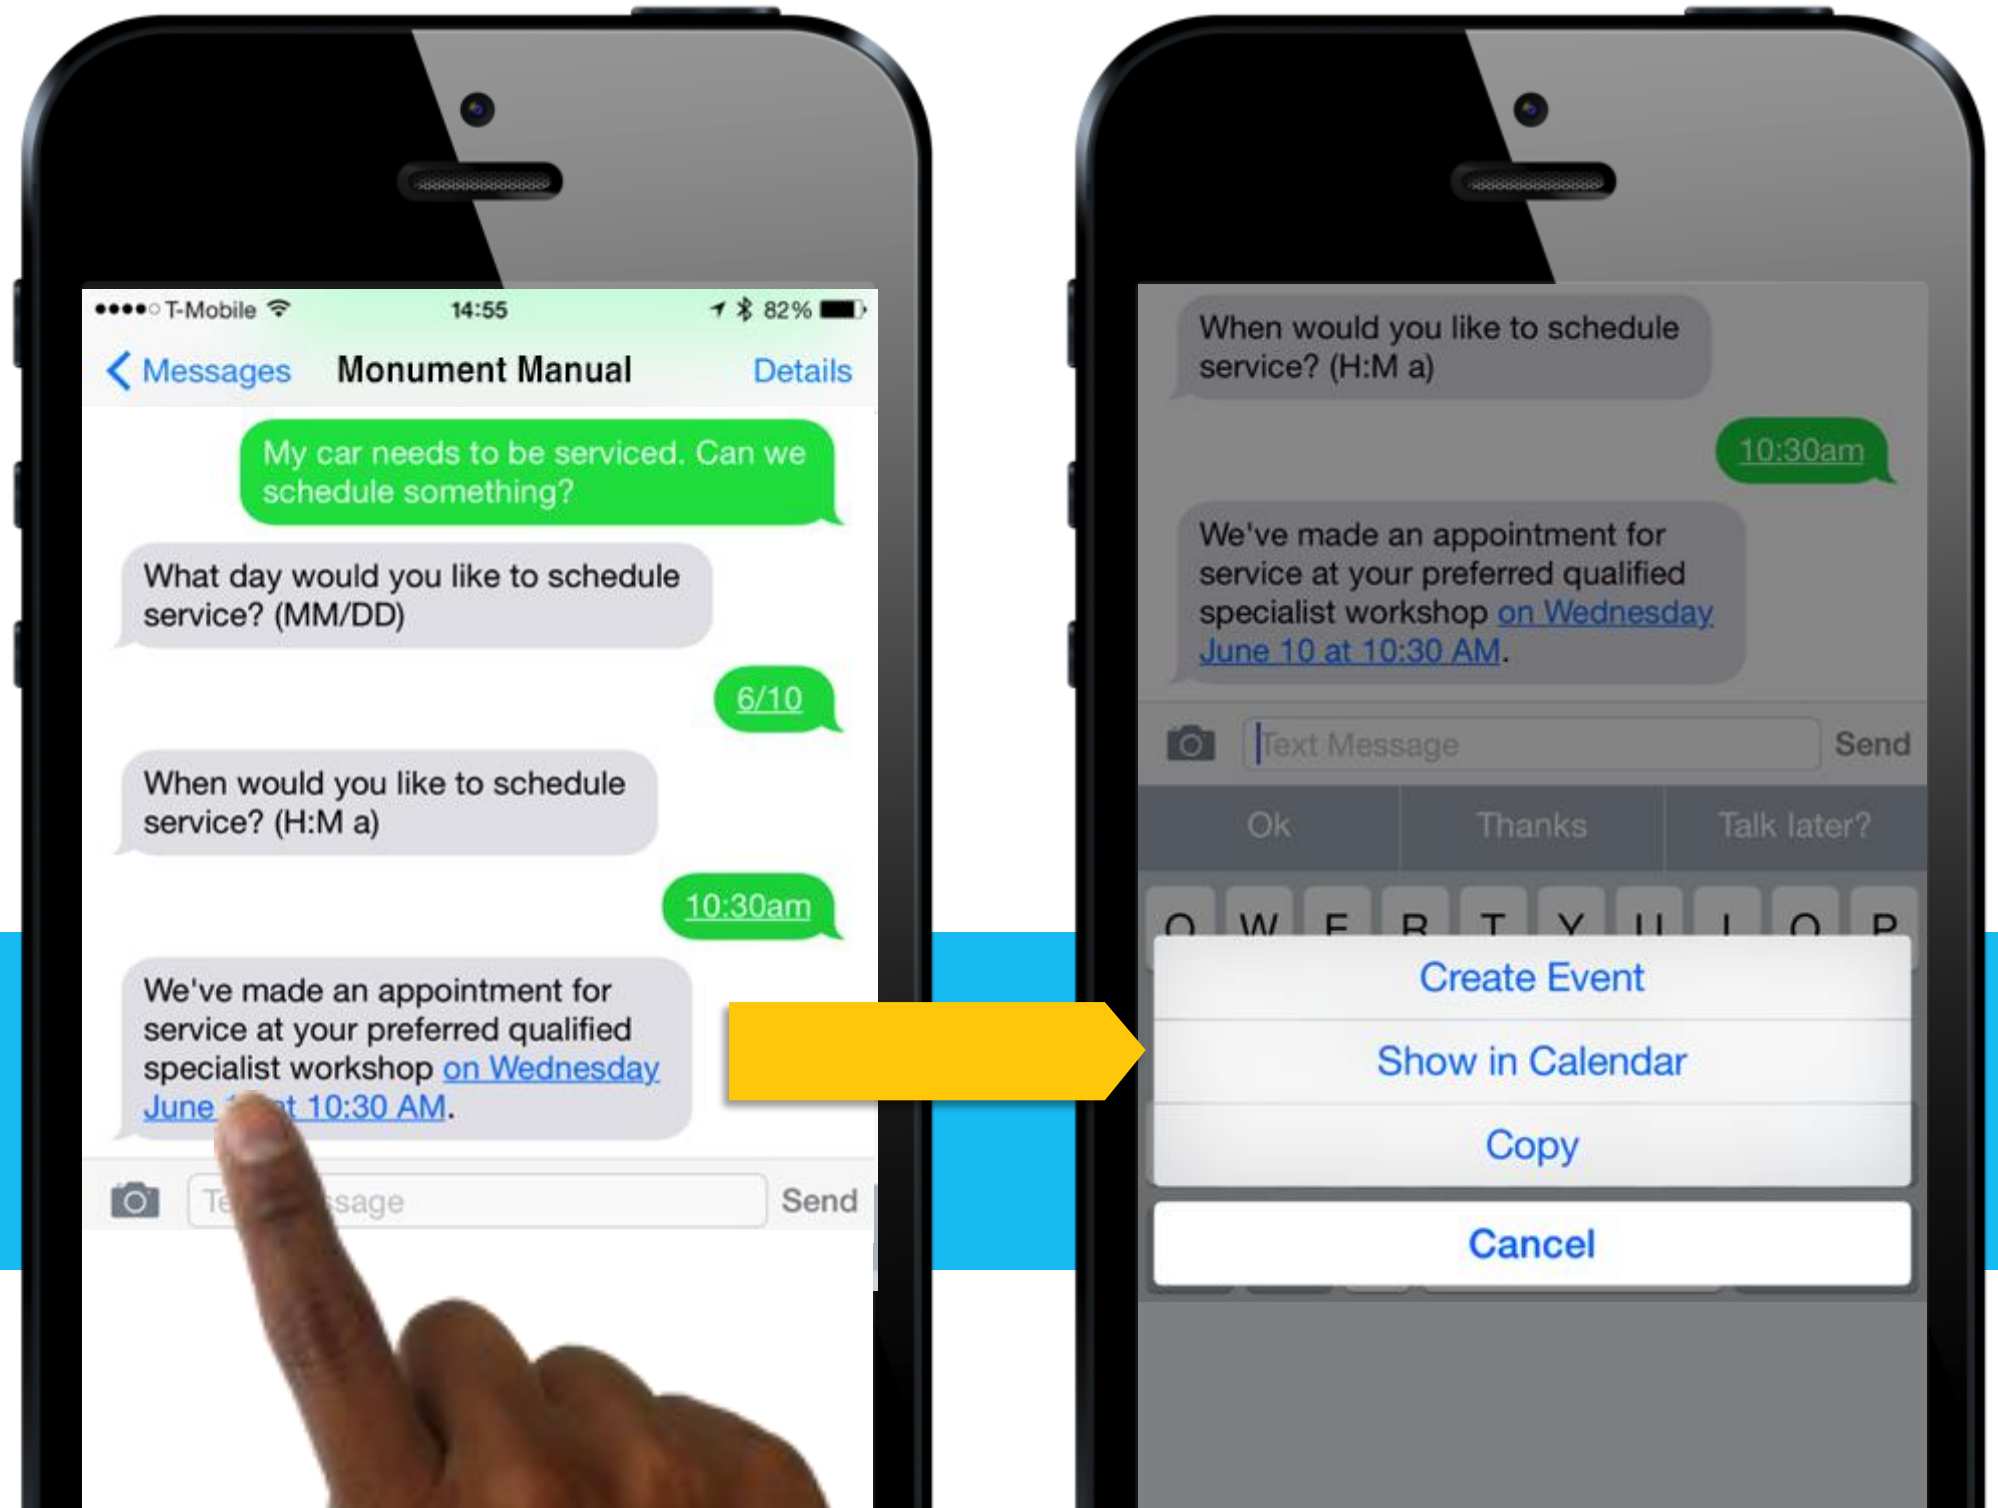 T-Mobile 14:55 82%
Messages Monument Manual Details
My car needs to be serviced. Can we
schedule something?
What day would you like to schedule
service? (MM/DD)
6/10
When would you like to schedule
service? (H:M a)
10:30am
We've made an appointment for
service at your preferred qualified
specialist workshop on Wednesday
June at 10:30 AM.
Send
When would you like to schedule
service? (H:M a)
10:30am
We've made an appointment for
service at your preferred qualified
specialist workshop on Wednesday
June 10 at 10:30 AM.
Text Message Send
Ok Thanks Talk later?
Q W E R T Y U I O P
Create Event
Show in Calendar
Copy
Cancel